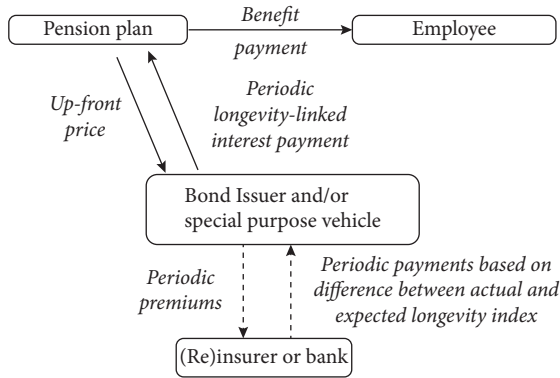 Pension plan
Benefit
payment
Employee
Up-front
price
Periodic
longevity-linked
interest payment
Bond Issuer and/or
special purpose vehicle
Periodic
premiums
Periodic payments based on
difference between actual and
expected longevity index
(Re)insurer or bank